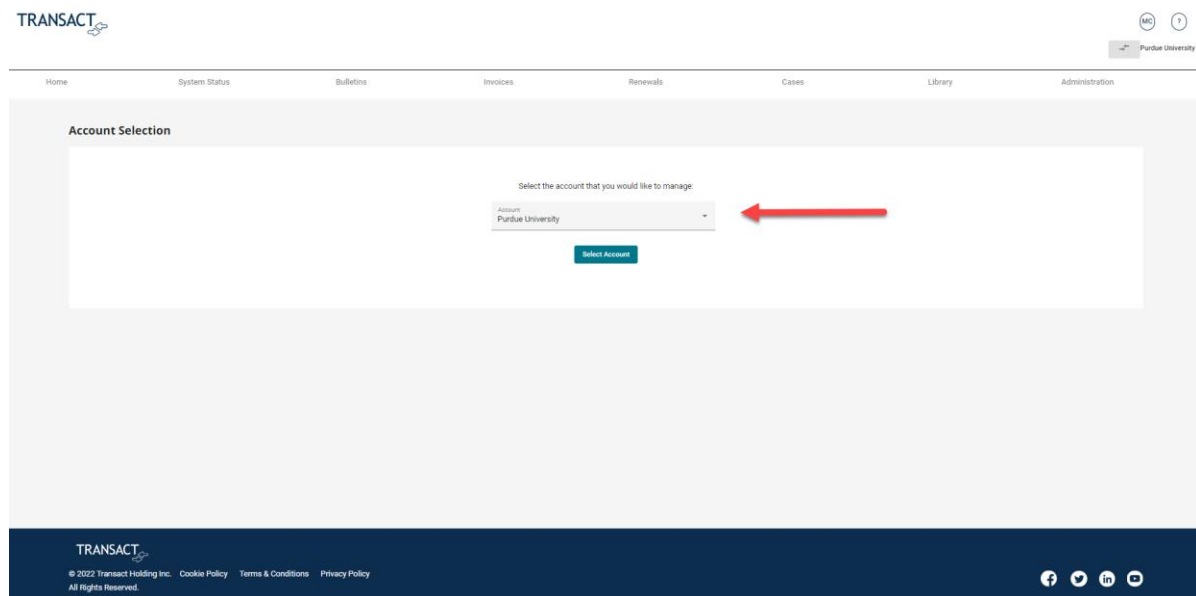 TRANSACT
MC ?
Purdue University
Home System Status Bulletins Invoices Renewals Cases Library Administration
Account Selection
Select the account that you would like to manage:
Account
Purdue University
Select Account
TRANSACT
© 2022 Transact Holding Inc. Cookie Policy Terms & Conditions Privacy Policy
All Rights Reserved.